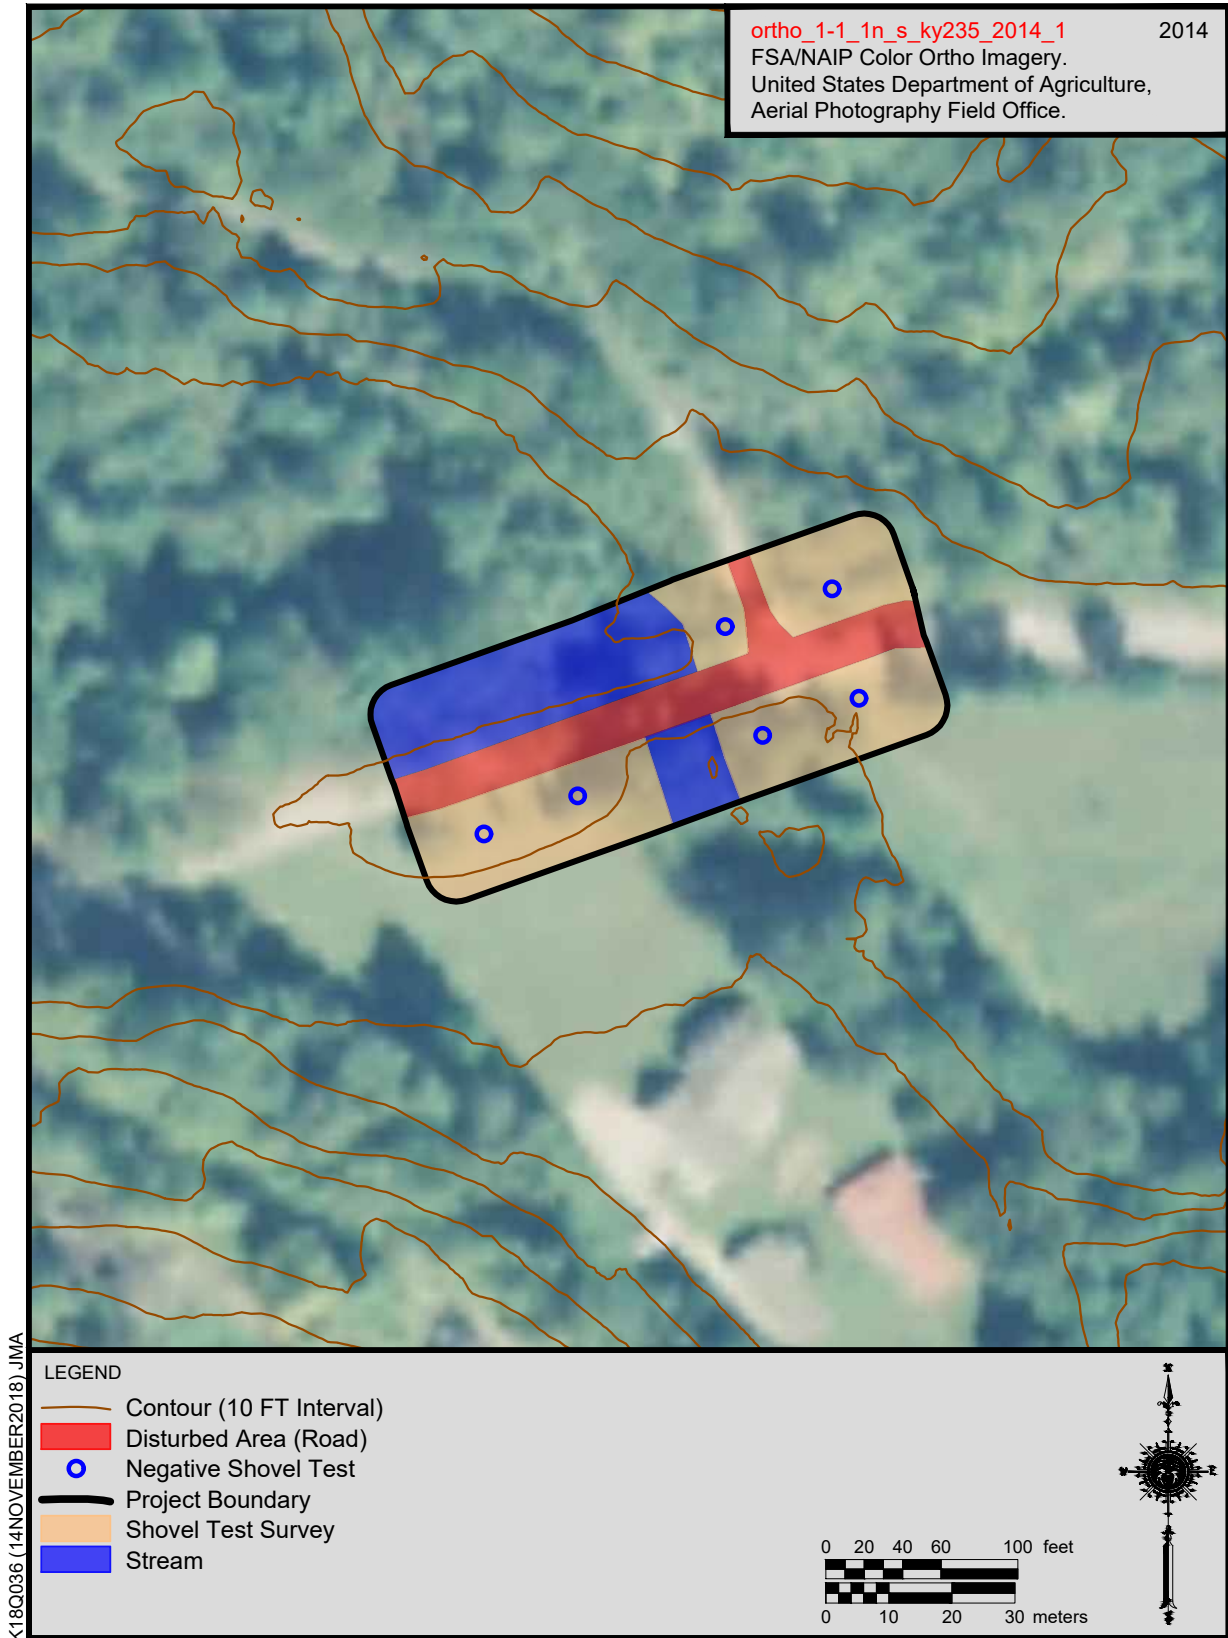 ortho_1-1_1n_s_ky235_2014_1 2014
FSA/NAIP Color Ortho Imagery.
United States Department of Agriculture,
Aerial Photography Field Office.
K18Q036 (14NOVEMBER2018) JMA
LEGEND
Contour (10 FT Interval)
Disturbed Area (Road)
Negative Shovel Test
Project Boundary
Shovel Test Survey
Stream
0 20 40 60 100 feet
0 10 20 30 meters